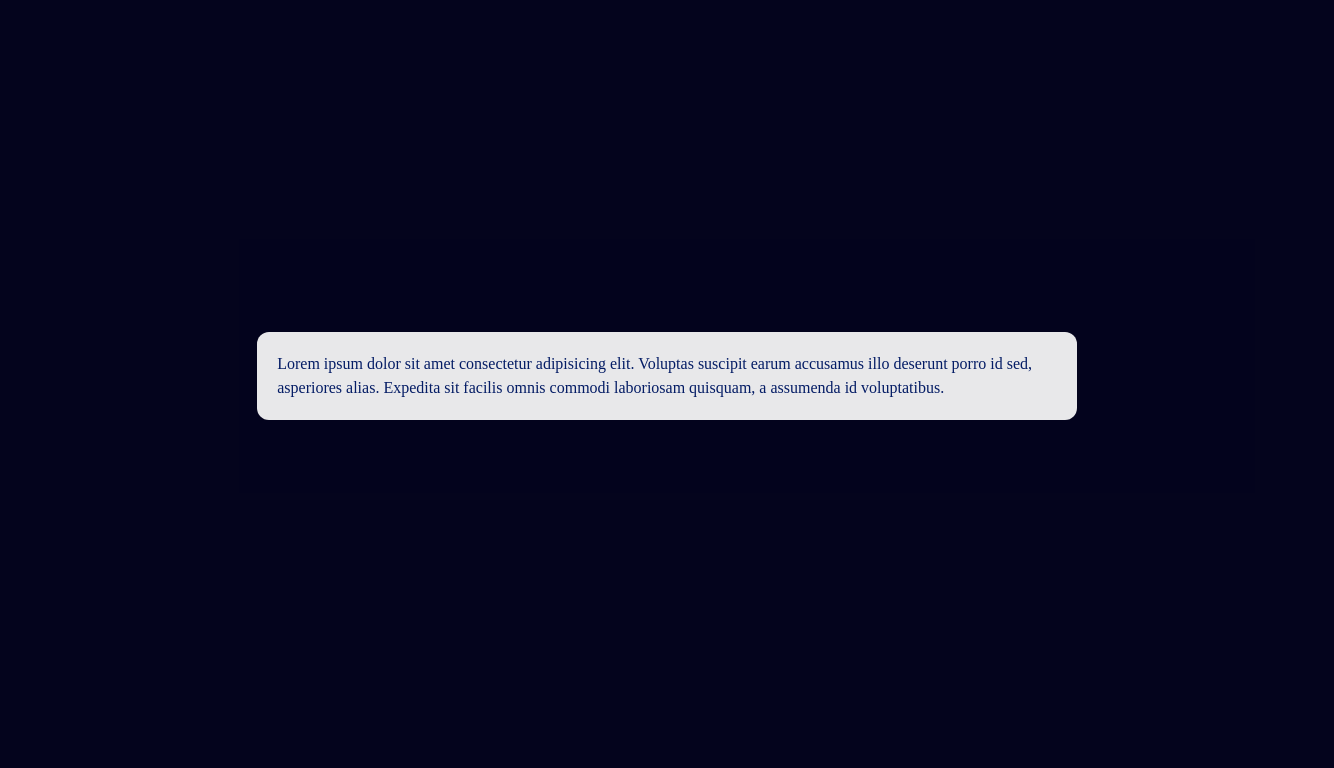 Lorem ipsum dolor sit amet consectetur adipisicing elit. Voluptas suscipit earum accusamus illo deserunt porro id sed,
asperiores alias. Expedita sit facilis omnis commodi laboriosam quisquam, a assumenda id voluptatibus.